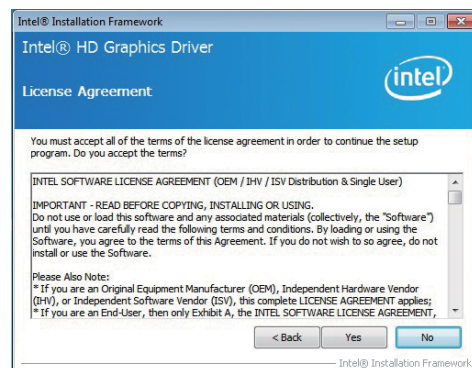 Intel® Installation Framework
Intel® HD Graphics Driver
License Agreement
intel
You must accept all of the terms of the license agreement in order to continue the setup
program. Do you accept the terms?
INTEL SOFTWARE LICENSE AGREEMENT (OEM / IHV / ISV Distribution & Single User)
IMPORTANT - READ BEFORE COPYING, INSTALLING OR USING.
Do not use or load this software and any associated materials (collectively, the "Software")
until you have carefully read the following terms and conditions. By loading or using the
Software, you agree to the terms of this Agreement. If you do not wish to so agree, do not
install or use the Software.
Please Also Note:
* If you are an Original Equipment Manufacturer (OEM), Independent Hardware Vendor
(IHV), or Independent Software Vendor (ISV), this complete LICENSE AGREEMENT applies;
* If you are an End-User, then only Exhibit A, the INTEL SOFTWARE LICENSE AGREEMENT,
< Back Yes No
Intel® Installation Framework